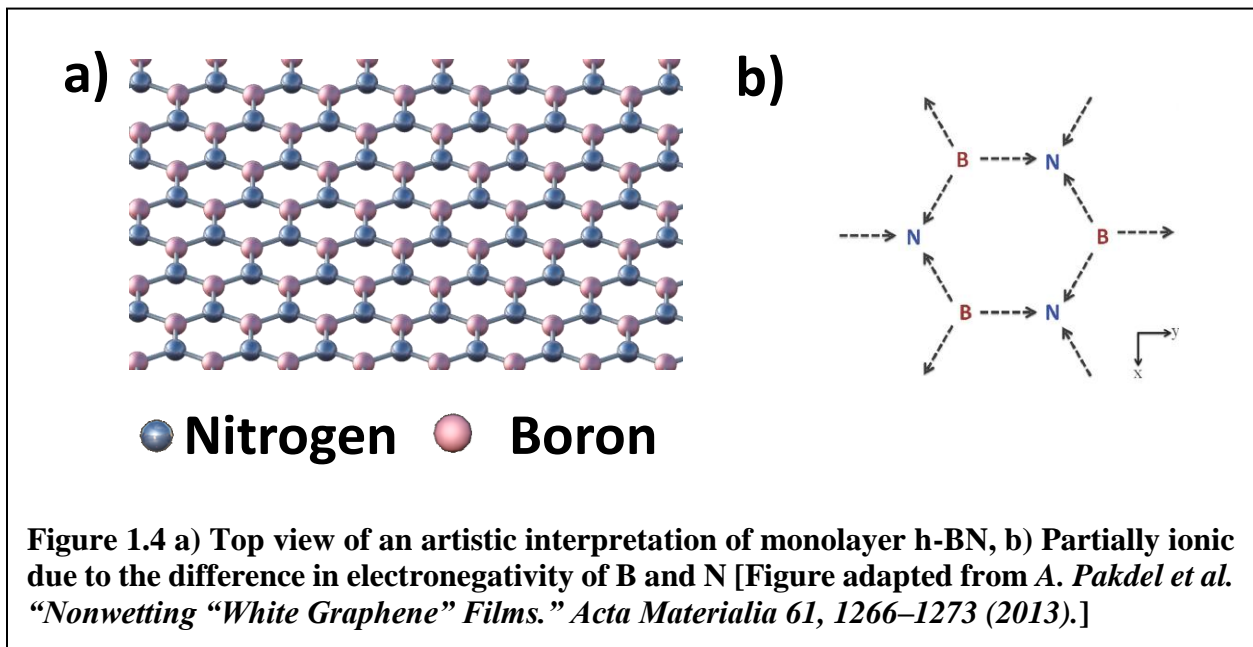 a)
b)
B
N
N
B
B
N
y
x
Nitrogen
Boron
Figure 1.4 a) Top view of an artistic interpretation of monolayer h-BN, b) Partially ionic
due to the difference in electronegativity of B and N [Figure adapted from A. Pakdel et al.
“Nonwetting “White Graphene” Films.” Acta Materialia 61, 1266–1273 (2013).]